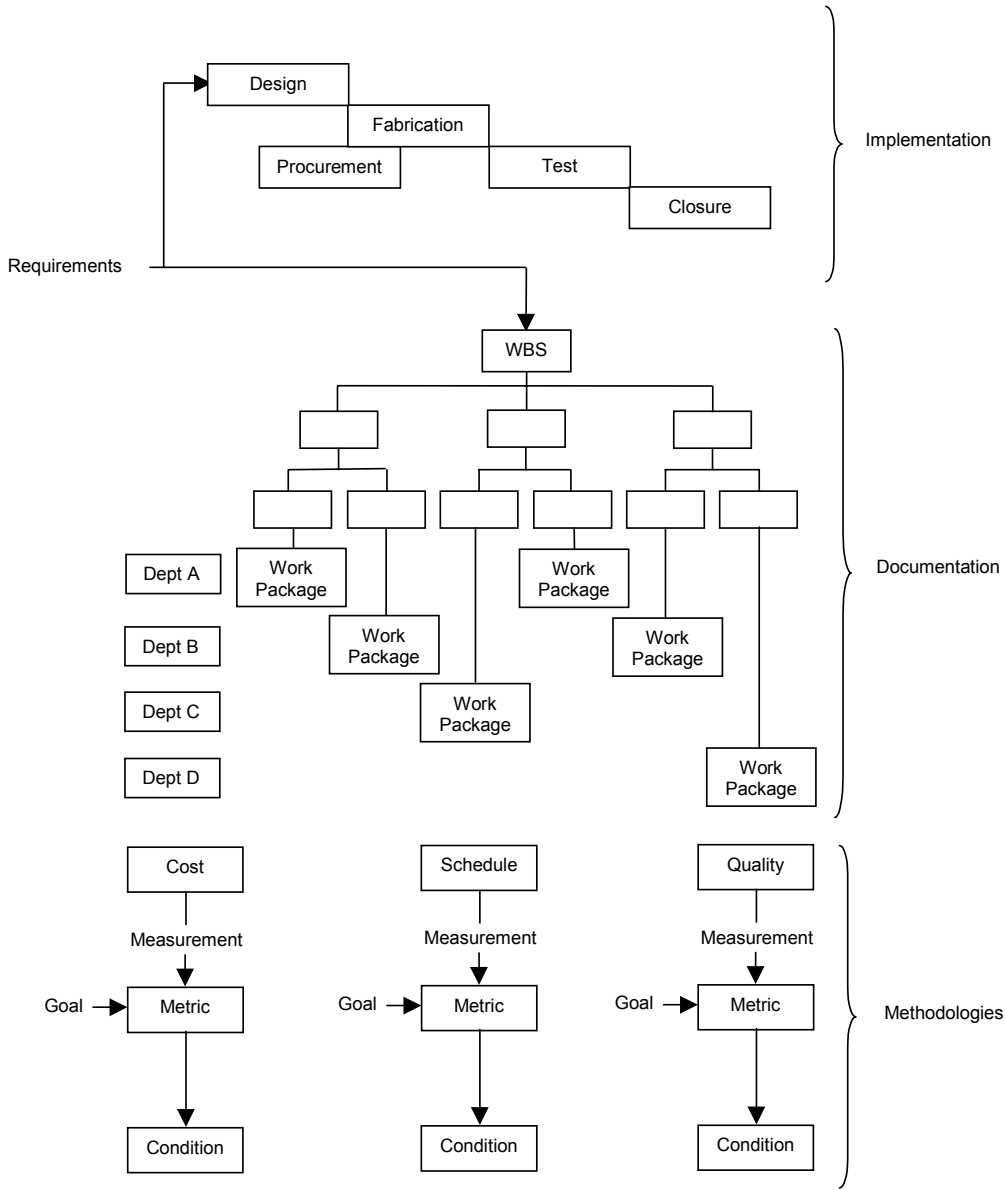 Design
Fabrication
Implementation
Procurement
Test
Closure
Requirements
WBS
Dept A
Work
Package
Work
Package
Documentation
Dept B
Work
Package
Work
Package
Dept C
Work
Package
Dept D
Work
Package
Cost
Schedule
Quality
Measurement
Measurement
Measurement
Goal
Metric
Goal
Metric
Goal
Metric
Methodologies
Condition
Condition
Condition